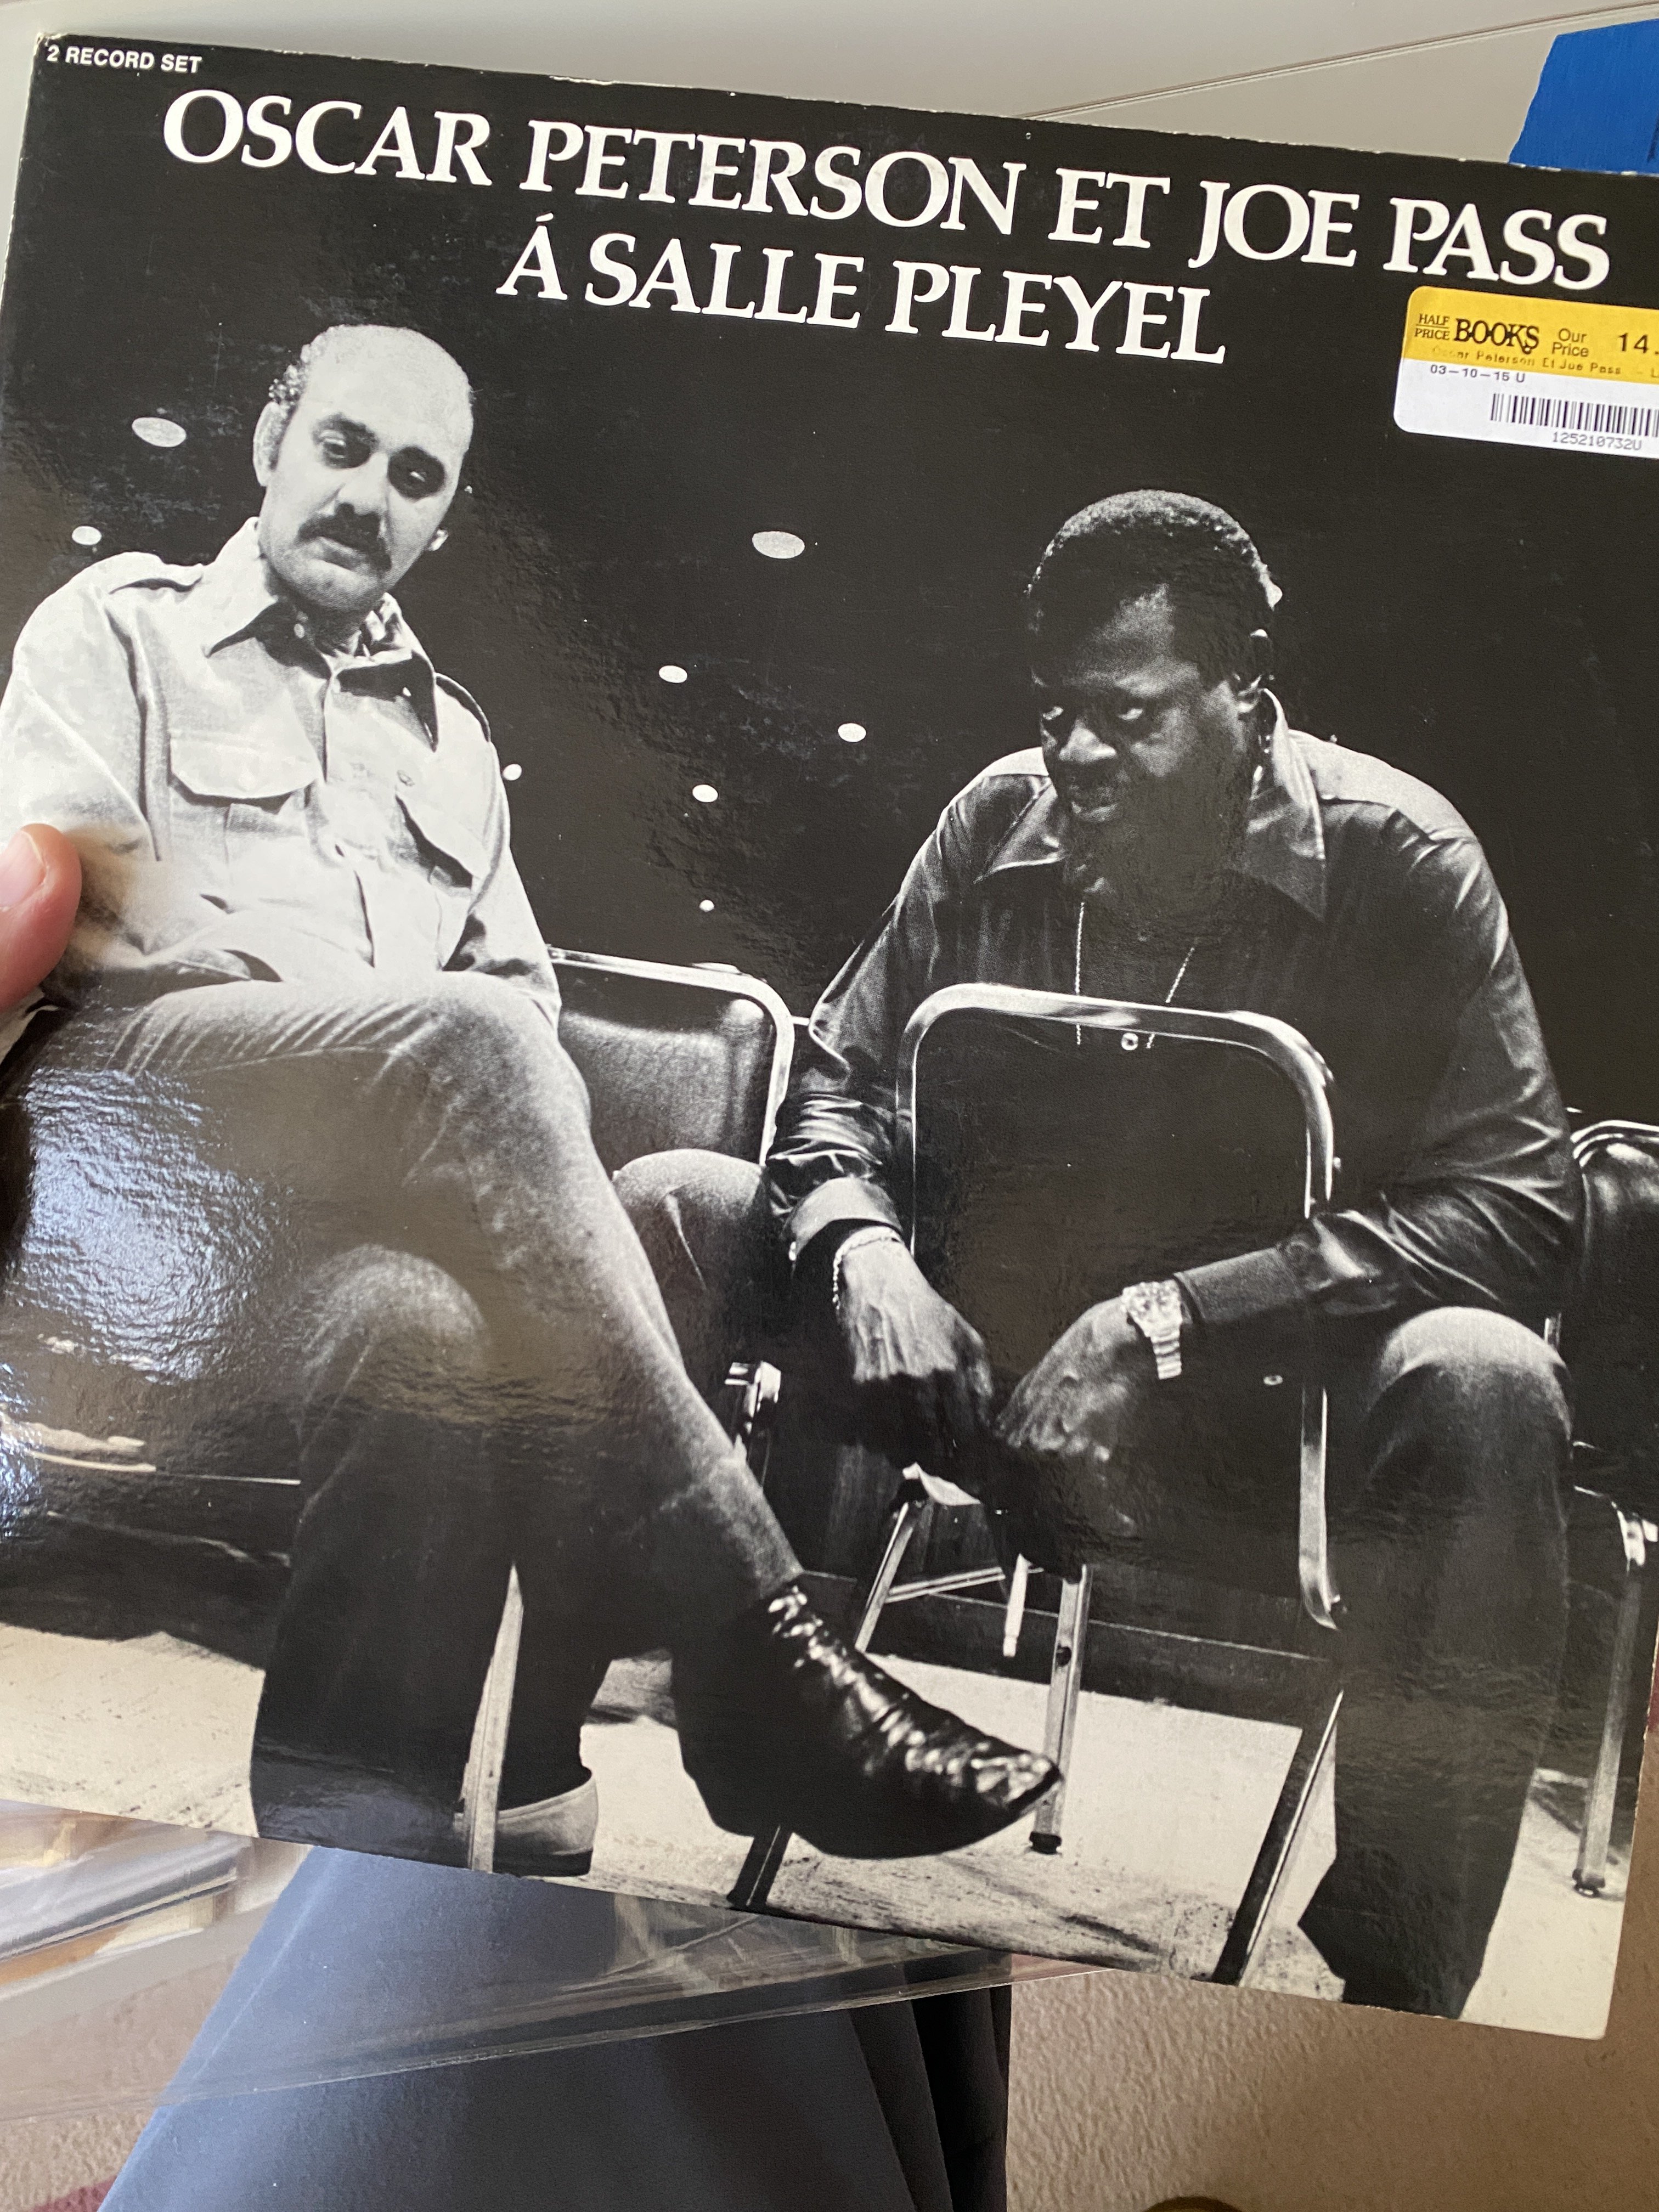 2 RECORD SET
OSCAR PETERSON ET JOE PASS
Á SALLE PLEYEL
HALF
PRICE BOOKS Our
Price 14.
Oscar Peterson Et Joe Pass - L
03-10-15 U
125210732U